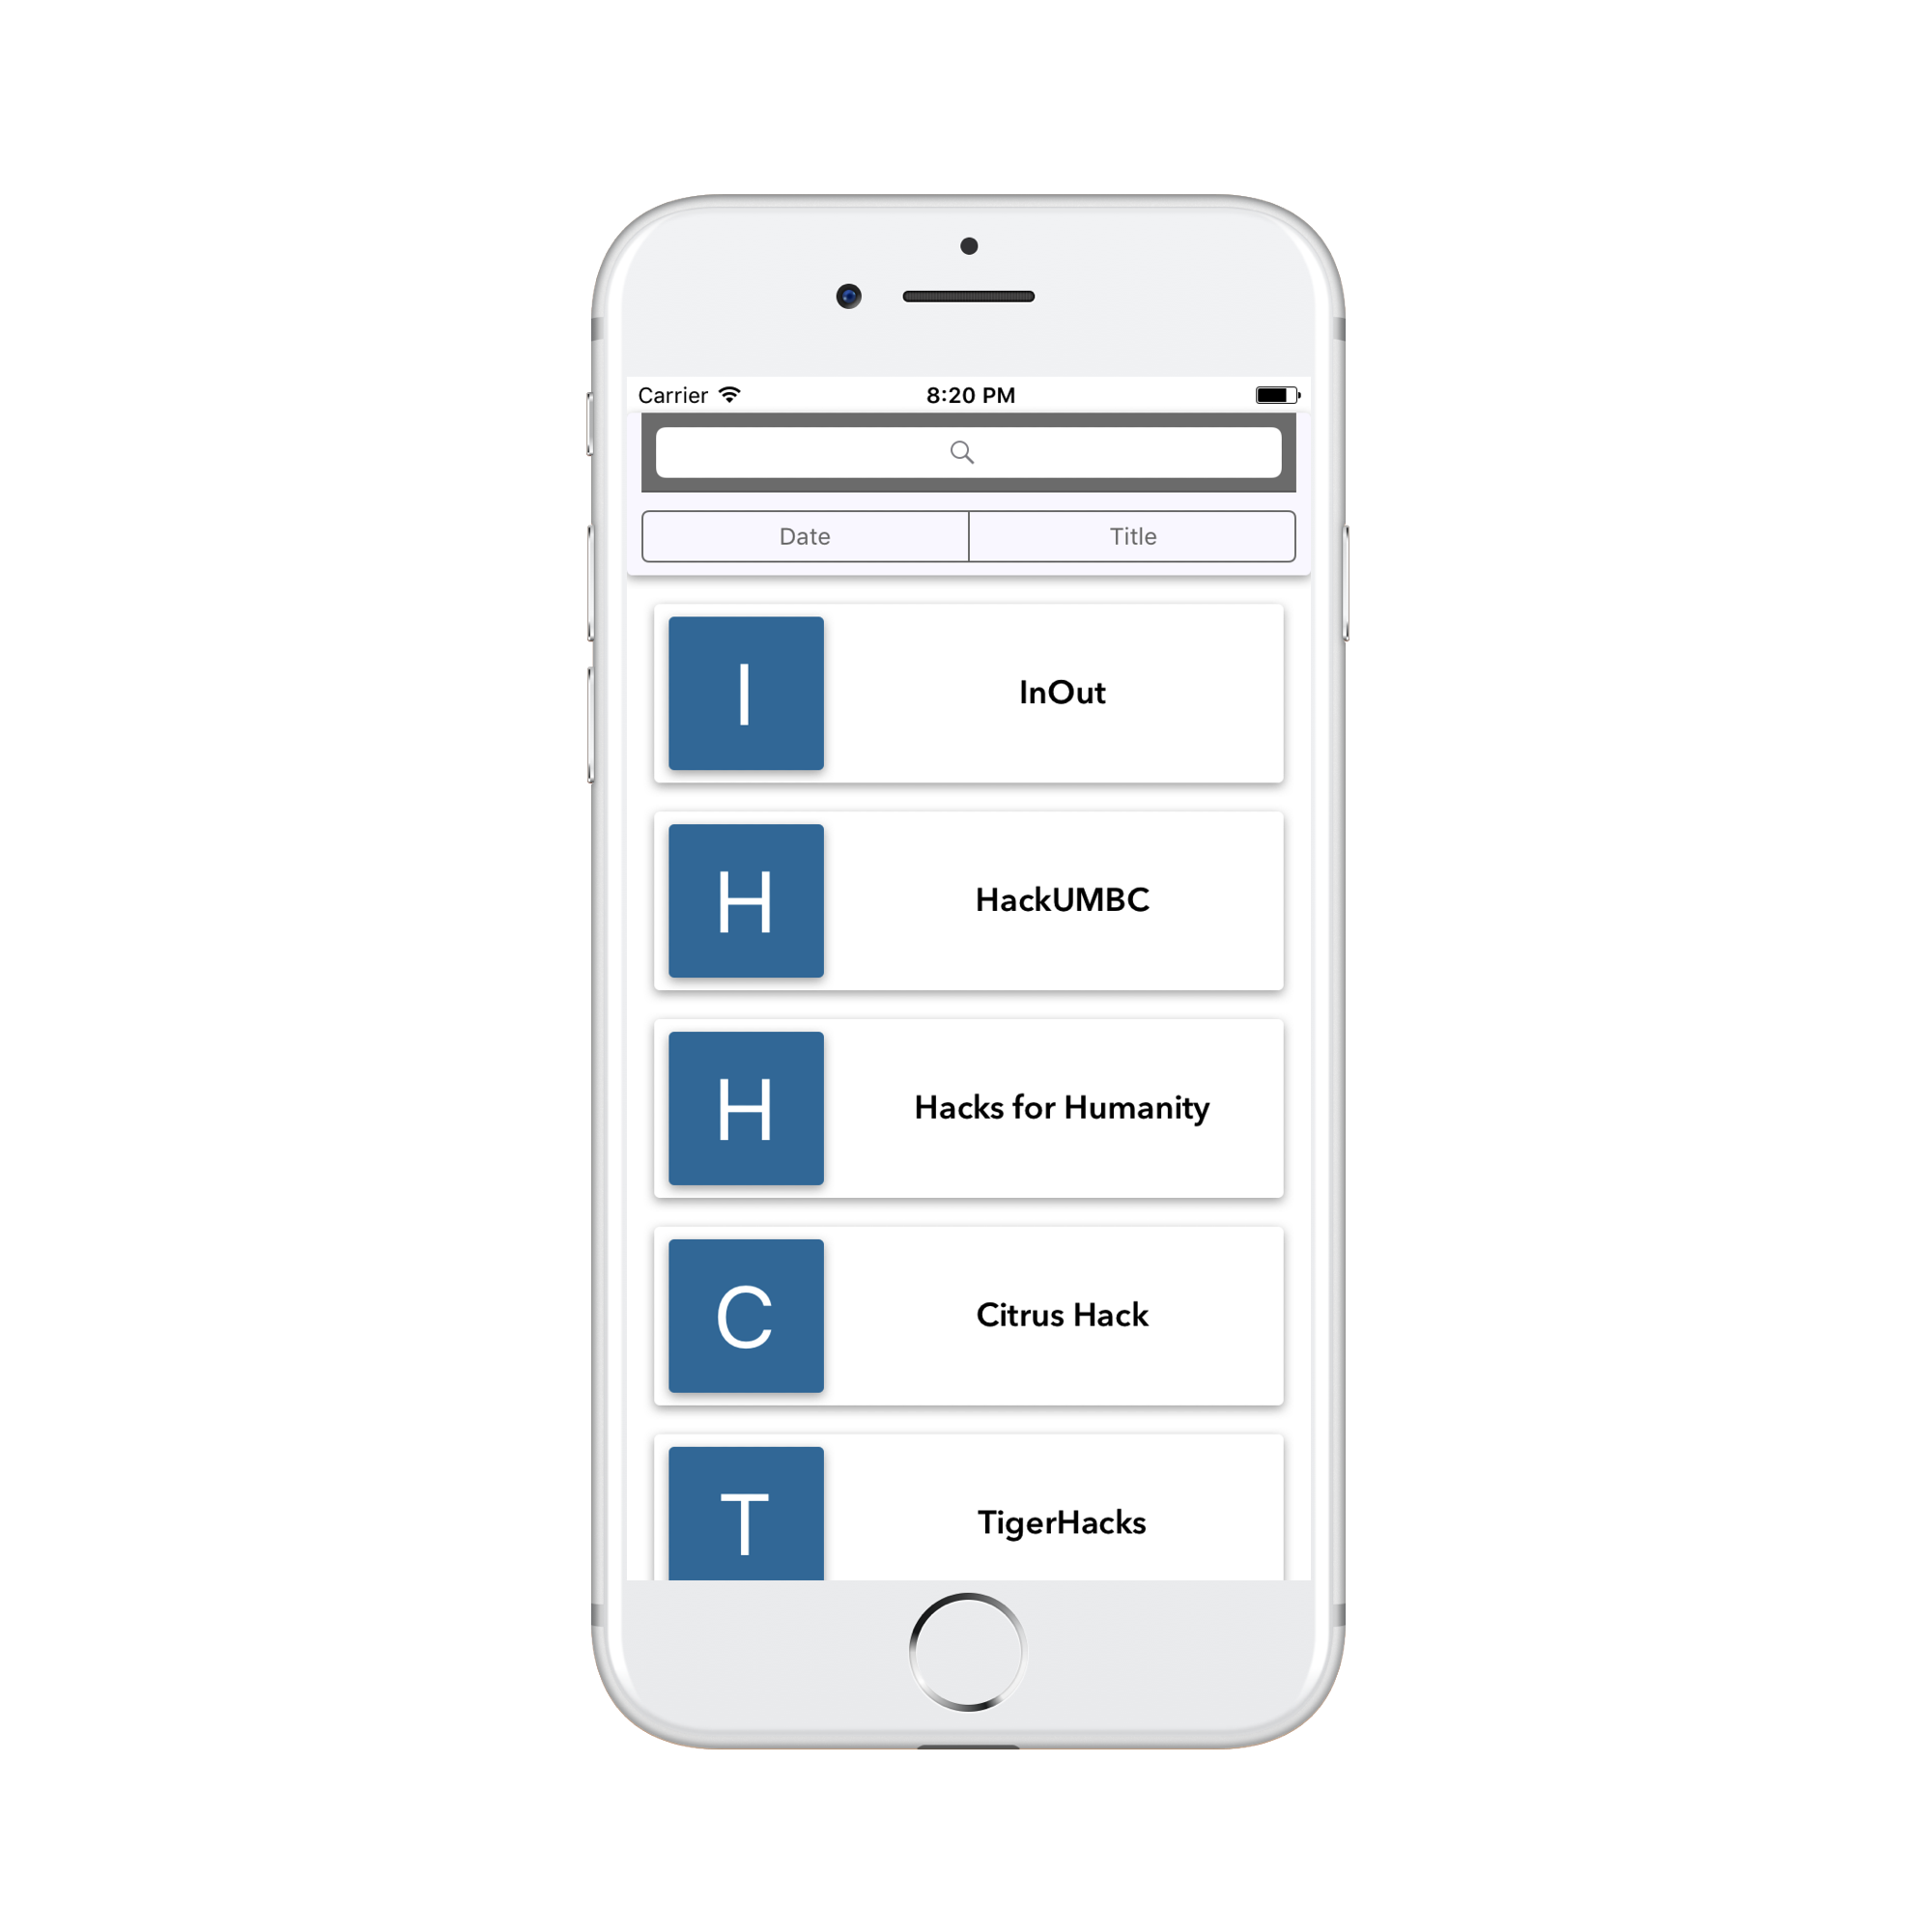 Carrier 8:20 PM
Date Title
I InOut
H HackUMBC
H Hacks for Humanity
C Citrus Hack
T TigerHacks